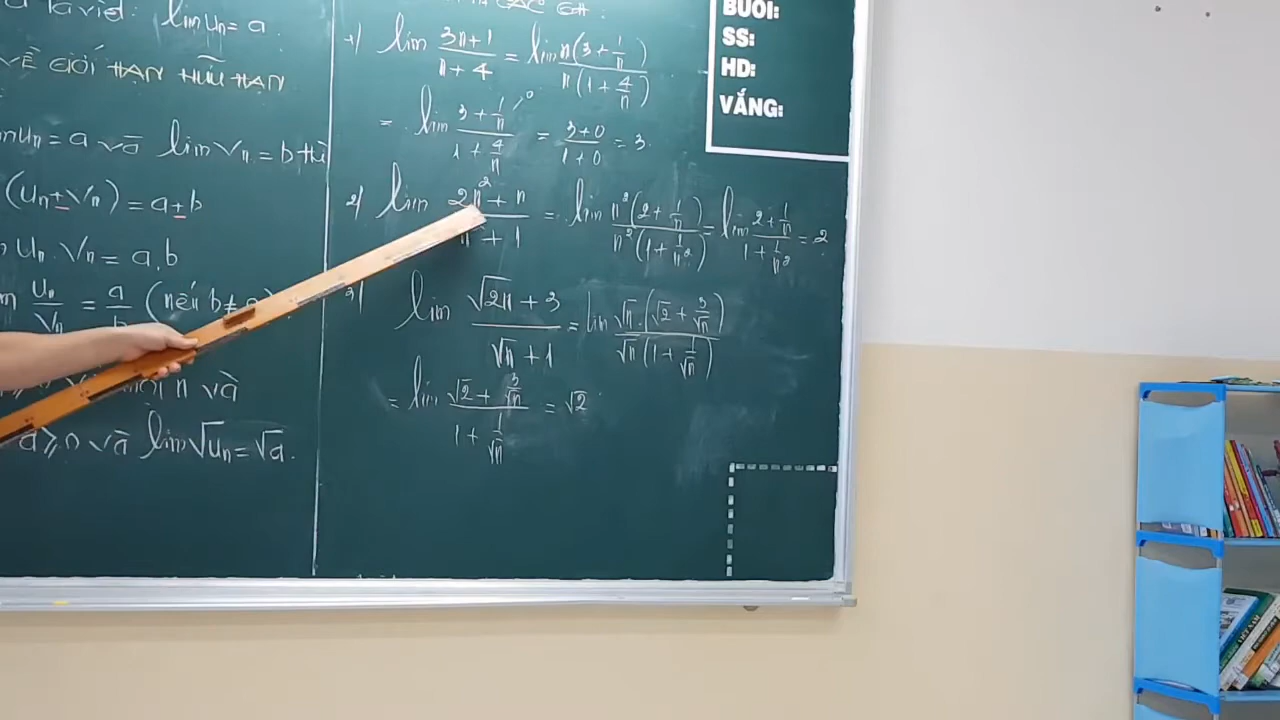 là viết: lim uₙ = a
VỀ GIỚI HẠN HỮU HẠN
uₙ = a và lim vₙ = b thì
(uₙ ± vₙ) = a ± b
uₙ . vₙ = a.b
uₙ/vₙ = a/b (nếu b ≠
mọi n và
a ≥ 0 và lim √uₙ = √a.
CÁC GH:
1) lim (3n+1)/(n+4) = lim n(3 + 1/n)/n(1 + 4/n)
= lim (3 + 1/n)/(1 + 4/n) = (3+0)/(1+0) = 3.
2) lim (2n² + n)/( + 1) = lim n²(2 + 1/n)/n²(1 + 1/n²) = lim (2 + 1/n)/(1 + 1/n²) = 2
3) lim (√2n + 3)/(√n + 1) = lim √n.(√2 + 3/√n)/√n(1 + 1/√n)
= lim (√2 + 3/√n)/(1 + 1/√n) = √2
BUỔI:
SS:
HD:
VẮNG: